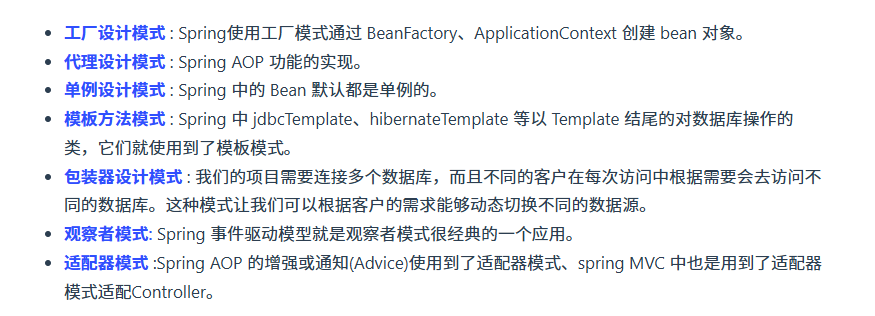 工厂设计模式 : Spring使用工厂模式通过 BeanFactory、ApplicationContext 创建 bean 对象。
代理设计模式 : Spring AOP 功能的实现。
单例设计模式 : Spring 中的 Bean 默认都是单例的。
模板方法模式 : Spring 中 jdbcTemplate、hibernateTemplate 等以 Template 结尾的对数据库操作的
类，它们就使用到了模板模式。
包装器设计模式 : 我们的项目需要连接多个数据库，而且不同的客户在每次访问中根据需要会去访问不
同的数据库。这种模式让我们可以根据客户的需求能够动态切换不同的数据源。
观察者模式: Spring 事件驱动模型就是观察者模式很经典的一个应用。
适配器模式 :Spring AOP 的增强或通知(Advice)使用到了适配器模式、spring MVC 中也是用到了适配器
模式适配Controller。